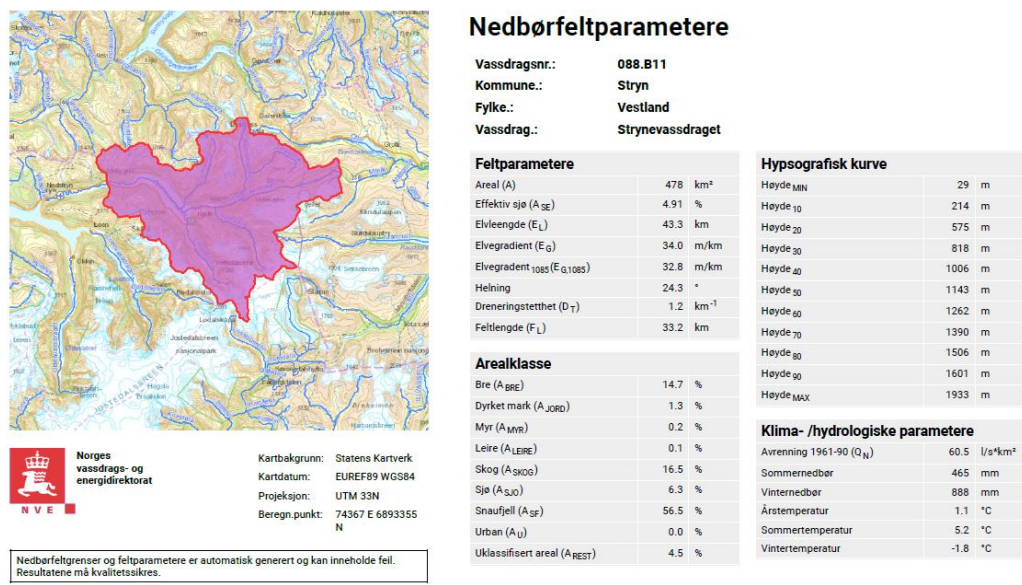 Nedbørfeltparametere
Vassdragsnr.: 088.B11
Kommune.: Stryn
Fylke.: Vestland
Vassdrag.: Strynevassdraget
Feltparametere
Areal (A) 478 km²
Effektiv sjø (A SE) 4.91 %
Elvleengde (E L) 43.3 km
Elvegradient (E G) 34.0 m/km
Elvegradent 1085 (E G,1085) 32.8 m/km
Helning 24.3 °
Dreneringstetthet (D T) 1.2 km-1
Feltlengde (F L) 33.2 km
Arealklasse
Bre (A BRE) 14.7 %
Dyrket mark (A JORD) 1.3 %
Myr (A MYR) 0.2 %
Leire (A LEIRE) 0.1 %
Skog (A SKOG) 16.5 %
Sjø (A SJO) 6.3 %
Snaufjell (A SF) 56.5 %
Urban (A U) 0.0 %
Uklassifisert areal (A REST) 4.5 %
Hypsografisk kurve
Høyde MIN 29 m
Høyde 10 214 m
Høyde 20 575 m
Høyde 30 818 m
Høyde 40 1006 m
Høyde 50 1143 m
Høyde 60 1262 m
Høyde 70 1390 m
Høyde 80 1506 m
Høyde 90 1601 m
Høyde MAX 1933 m
Klima- /hydrologiske parametere
Avrenning 1961-90 (Q N) 60.5 l/s*km²
Sommernedbør 465 mm
Vinternedbør 888 mm
Årstemperatur 1.1 °C
Sommertemperatur 5.2 °C
Vintertemperatur -1.8 °C
Loen
Jostedalsbreen
nasjonalpark
JOSTEDALSBREEN
NVE
Norges
vassdrags- og
energidirektorat
Kartbakgrunn: Statens Kartverk
Kartdatum: EUREF89 WGS84
Projeksjon: UTM 33N
Beregn.punkt: 74367 E 6893355
N
Nedbørfeltgrenser og feltparametere er automatisk generert og kan inneholde feil.
Resultatene må kvalitetssikres.